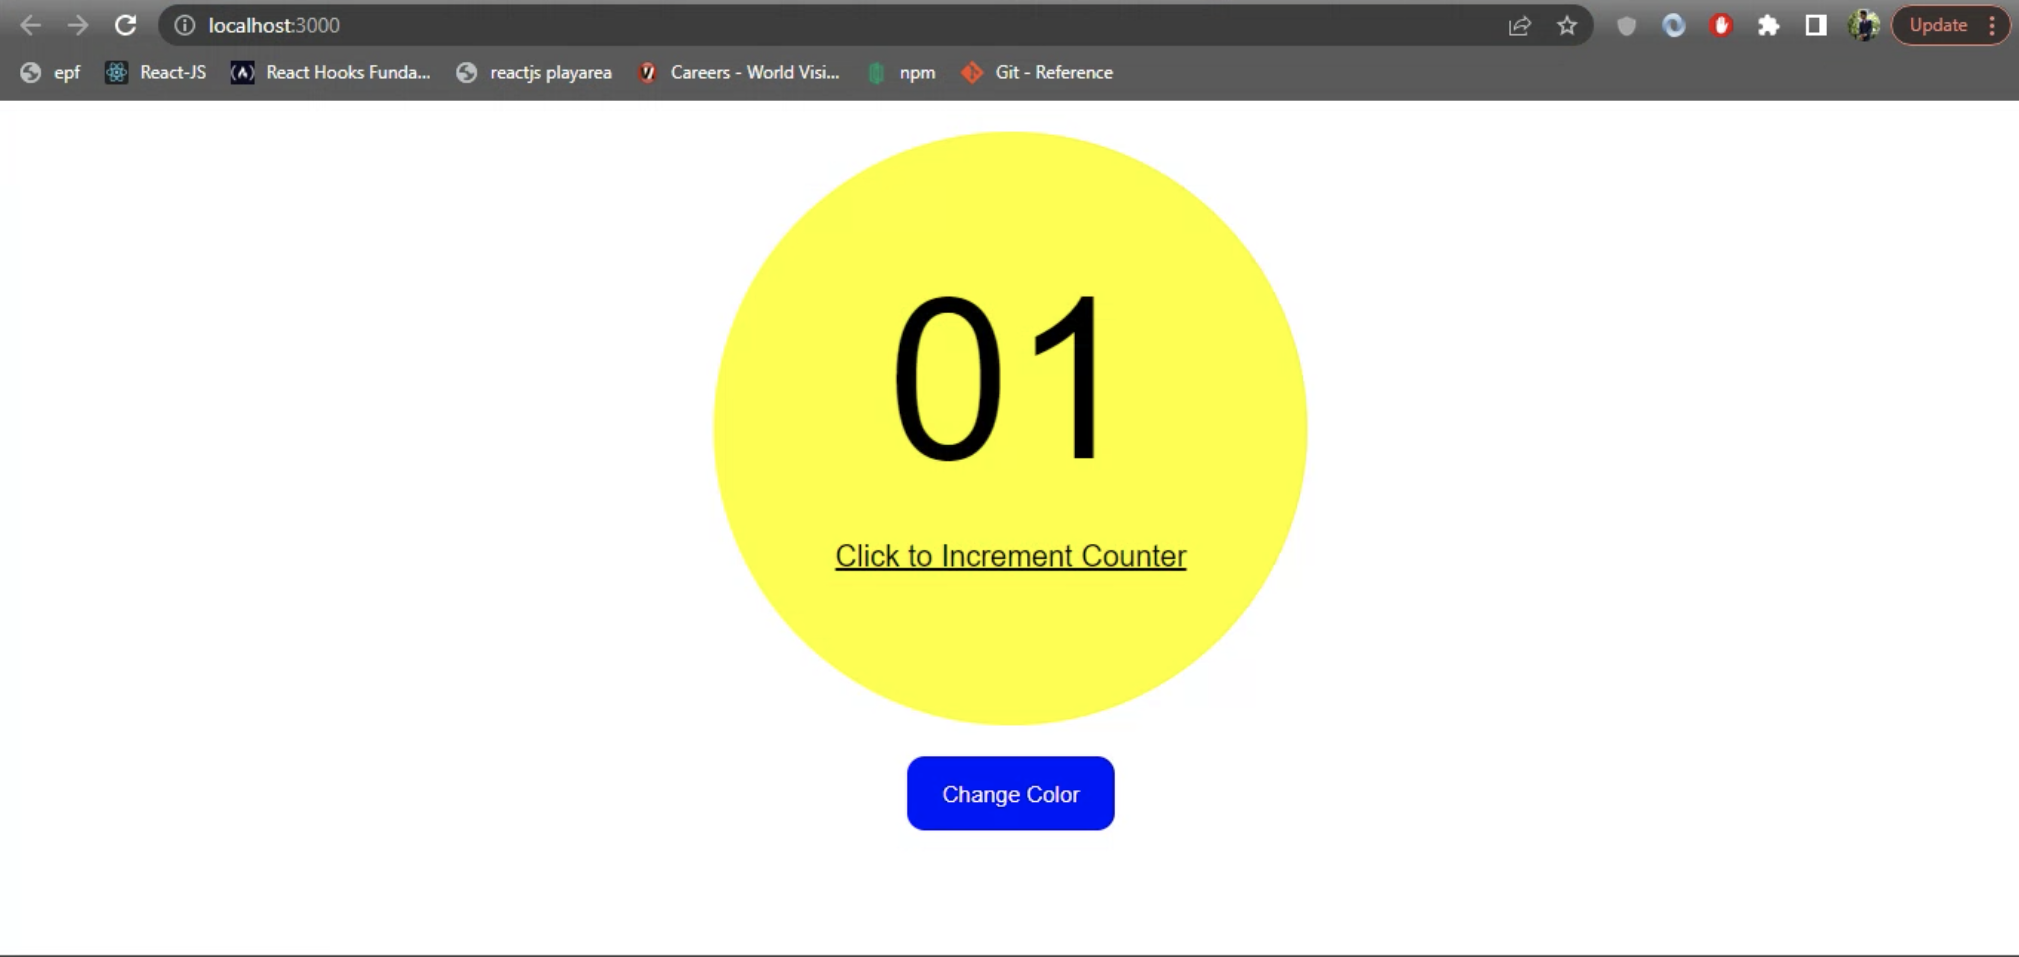 localhost:3000
Update
epf
React-JS
React Hooks Funda...
reactjs playarea
Careers - World Visi...
npm
Git - Reference
01
Click to Increment Counter
Change Color